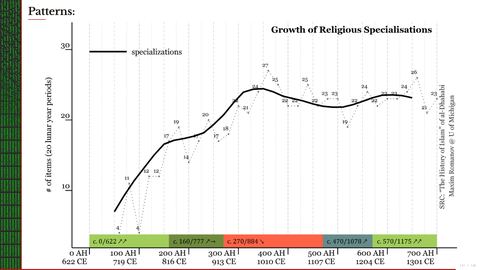 Patterns:
Growth of Religious Specialisations
specializations
# of items (20 lunar year periods)
30
20
10
4 11 4 12 12 17 19 14 17 20 17 18 22 21 24 27 25 22 22 25 22 23 23 19 22 24 22 23 23 24 26 21 23
c. 0/622 ↗↗
c. 160/777 ↗→
c. 270/884 ↘
c. 470/1078 ↗
c. 570/1175 ↗↗
0 AH 100 AH 200 AH 300 AH 400 AH 500 AH 600 AH 700 AH
622 CE 719 CE 816 CE 913 CE 1010 CE 1107 CE 1204 CE 1301 CE
SRC: "The History of Islam" of al-Dhahabī
Maxim Romanov @ U of Michigan